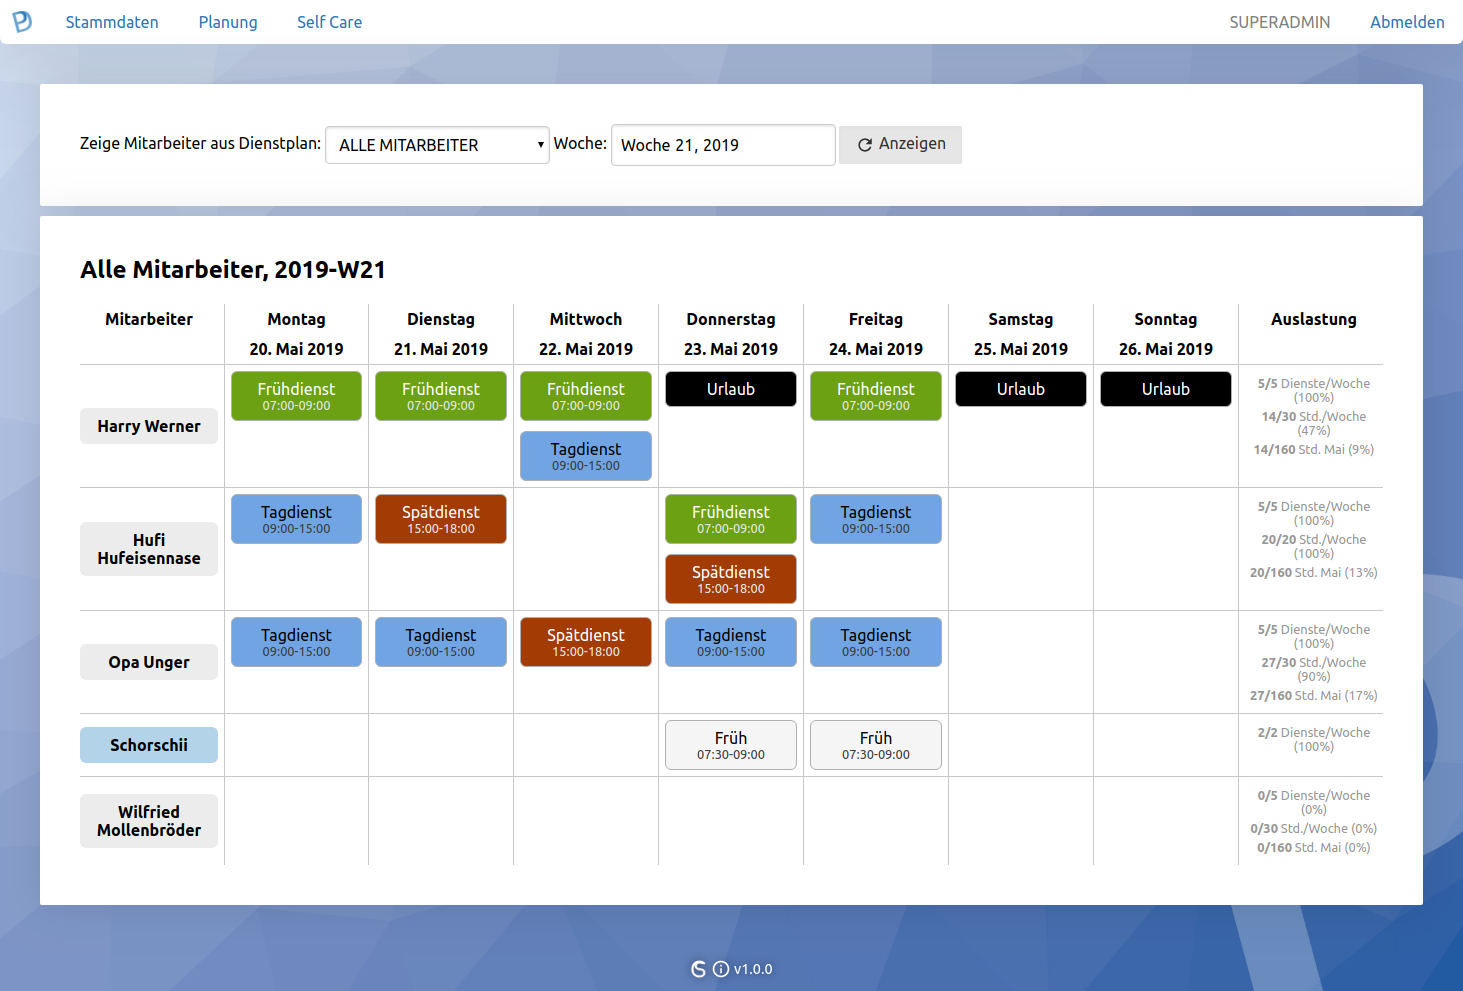 Stammdaten Planung Self Care SUPERADMIN Abmelden
Zeige Mitarbeiter aus Dienstplan: ALLE MITARBEITER Woche: Woche 21, 2019 Anzeigen
Alle Mitarbeiter, 2019-W21
Mitarbeiter Montag Dienstag Mittwoch Donnerstag Freitag Samstag Sonntag Auslastung
20. Mai 2019 21. Mai 2019 22. Mai 2019 23. Mai 2019 24. Mai 2019 25. Mai 2019 26. Mai 2019
Harry Werner
Frühdienst
07:00-09:00
Frühdienst
07:00-09:00
Frühdienst
07:00-09:00
Tagdienst
09:00-15:00
Urlaub
Frühdienst
07:00-09:00
Urlaub
Urlaub
5/5 Dienste/Woche
(100%)
14/30 Std./Woche
(47%)
14/160 Std. Mai (9%)
Hufi
Hufeisennase
Tagdienst
09:00-15:00
Spätdienst
15:00-18:00
Frühdienst
07:00-09:00
Spätdienst
15:00-18:00
Tagdienst
09:00-15:00
5/5 Dienste/Woche
(100%)
20/20 Std./Woche
(100%)
20/160 Std. Mai (13%)
Opa Unger
Tagdienst
09:00-15:00
Tagdienst
09:00-15:00
Spätdienst
15:00-18:00
Tagdienst
09:00-15:00
Tagdienst
09:00-15:00
5/5 Dienste/Woche
(100%)
27/30 Std./Woche
(90%)
27/160 Std. Mai (17%)
Schorschii
Früh
07:30-09:00
Früh
07:30-09:00
2/2 Dienste/Woche
(100%)
Wilfried
Mollenbröder
0/5 Dienste/Woche
(0%)
0/30 Std./Woche (0%)
0/160 Std. Mai (0%)
v1.0.0